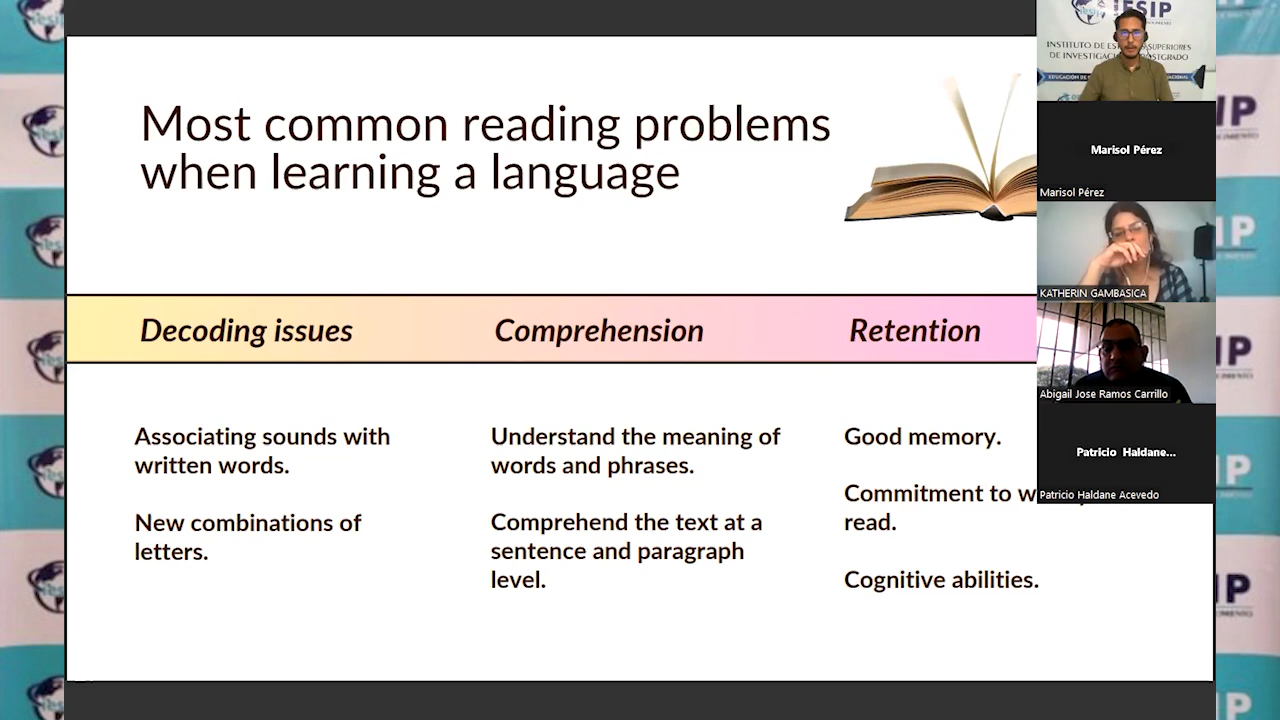 Most common reading problems
when learning a language
Decoding issues
Comprehension
Retention
Associating sounds with
written words.
New combinations of
letters.
Understand the meaning of
words and phrases.
Comprehend the text at a
sentence and paragraph
level.
Good memory.
Commitment to
read.
Cognitive abilities.
IESIP
INSTITUTO DE SUPERIORES
DE INVESTIGACIÓN POSTGRADO
Marisol Pérez
Marisol Pérez
KATHERIN GAMBASICA
Abigail Jose Ramos Carrillo
Patricio Haldane...
Patricio Haldane Acevedo